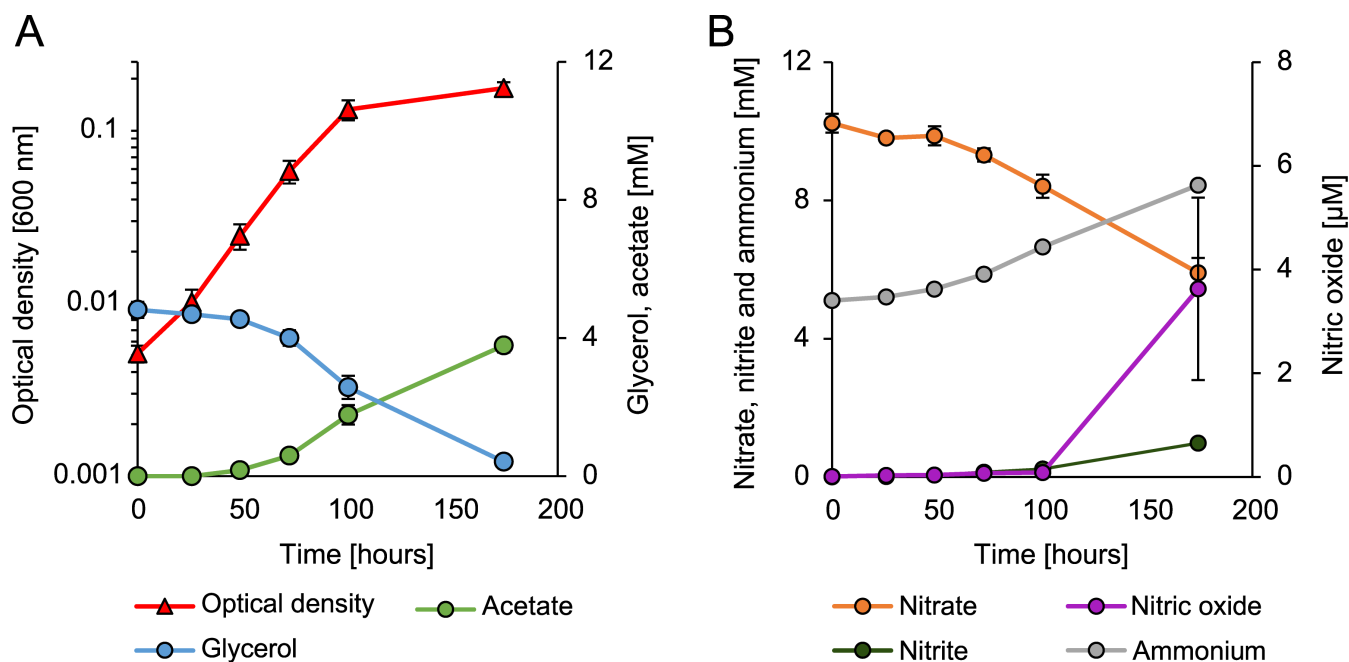 A
Optical density [600 nm]
0.1
0.01
0.001
12
8
4
0
Glycerol, acetate [mM]
0 50 100 150 200
Time [hours]
Optical density
Acetate
Glycerol
B
Nitrate, nitrite and ammonium [mM]
12
8
4
0
8
6
4
2
0
Nitric oxide [µM]
0 50 100 150 200
Time [hours]
Nitrate
Nitric oxide
Nitrite
Ammonium